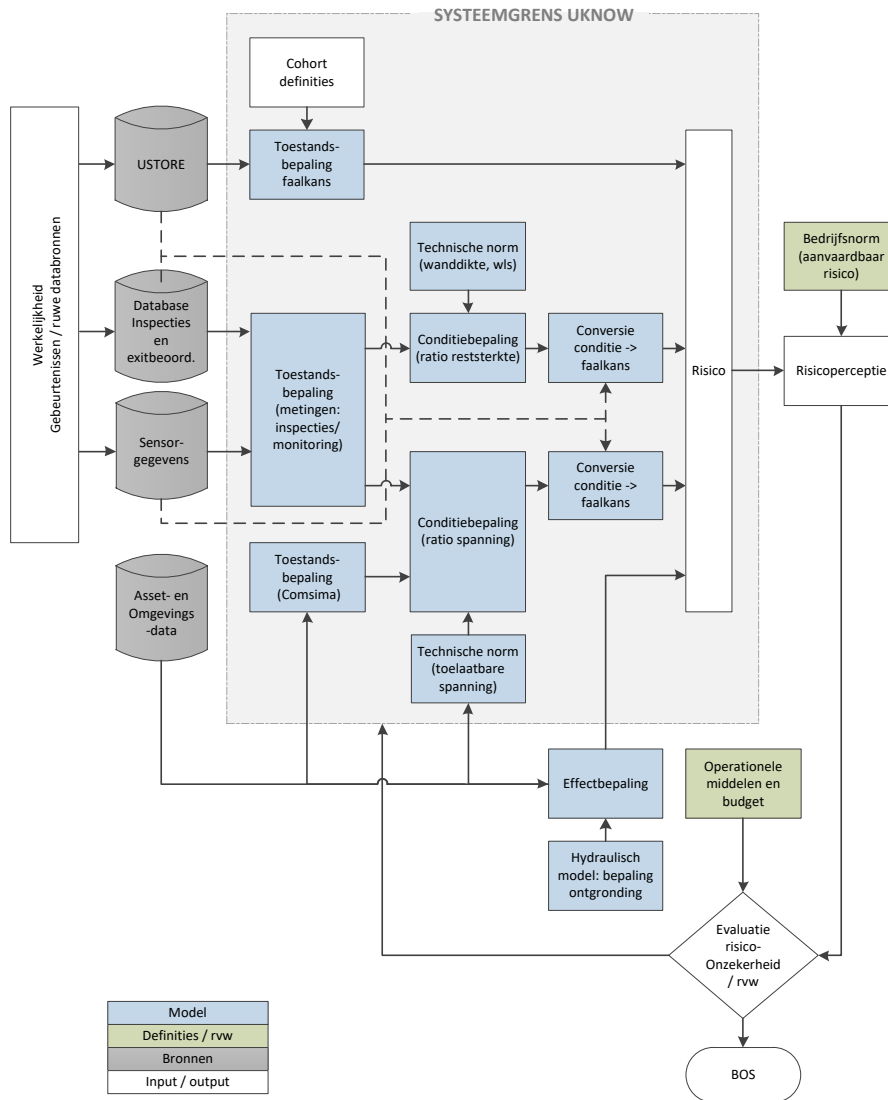 SYSTEEMGRENS UKNOW
Cohort
definities
Werkelijkheid
Gebeurtenissen / ruwe databronnen
USTORE
Toestands-
bepaling
faalkans
Technische norm
(wanddikte, wls)
Bedrijfsnorm
(aanvaardbaar
risico)
Database
Inspecties
en
exitbeoord.
Toestands-
bepaling
(metingen:
inspecties/
monitoring)
Conditiebepaling
(ratio reststerkte)
Conversie
conditie ->
faalkans
Risico
Risicoperceptie
Sensor-
gegevens
Conditiebepaling
(ratio spanning)
Conversie
conditie ->
faalkans
Toestands-
bepaling
(Comsima)
Asset- en
Omgevings
-data
Technische norm
(toelaatbare
spanning)
Effectbepaling
Operationele
middelen en
budget
Hydraulisch
model: bepaling
ontgronding
Evaluatie
risico-
Onzekerheid
/ rvw
Model
Definities / rvw
Bronnen
Input / output
BOS